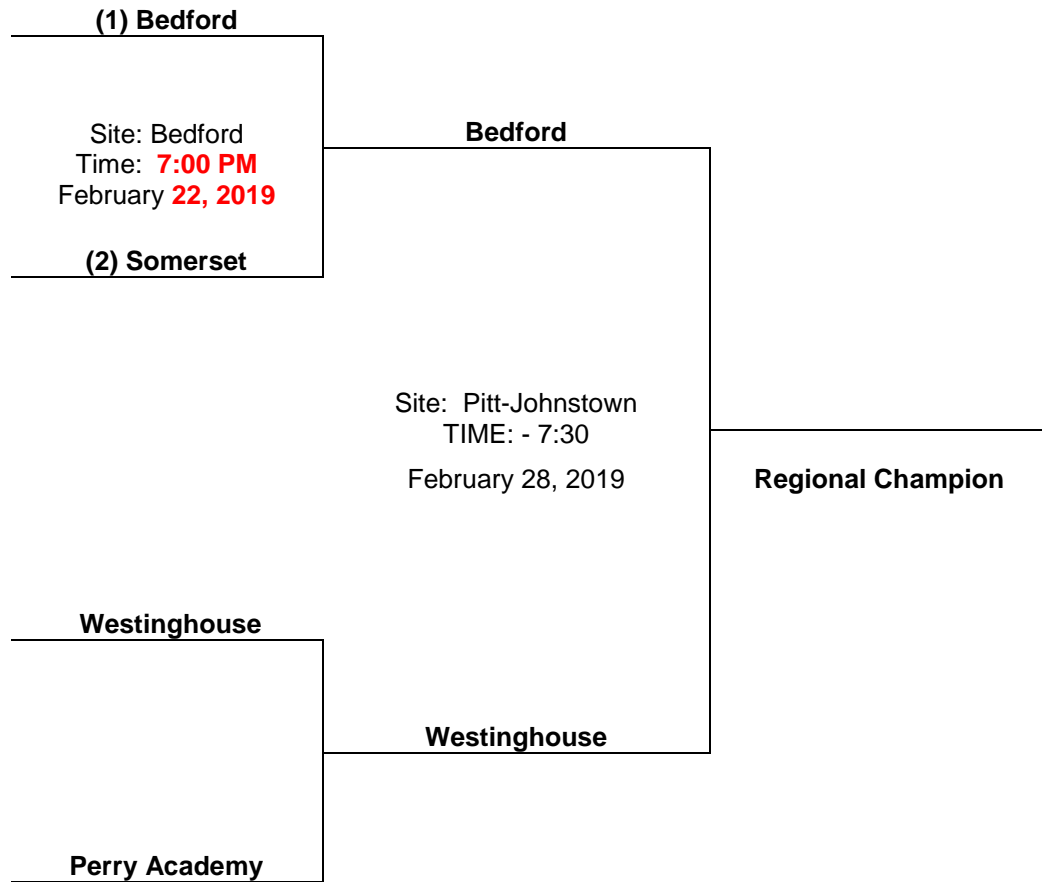 (1) Bedford
Site: Bedford
Time: 7:00 PM
February 22, 2019
(2) Somerset
Bedford
Site: Pitt-Johnstown
TIME: - 7:30
February 28, 2019
Regional Champion
Westinghouse
Westinghouse
Perry Academy